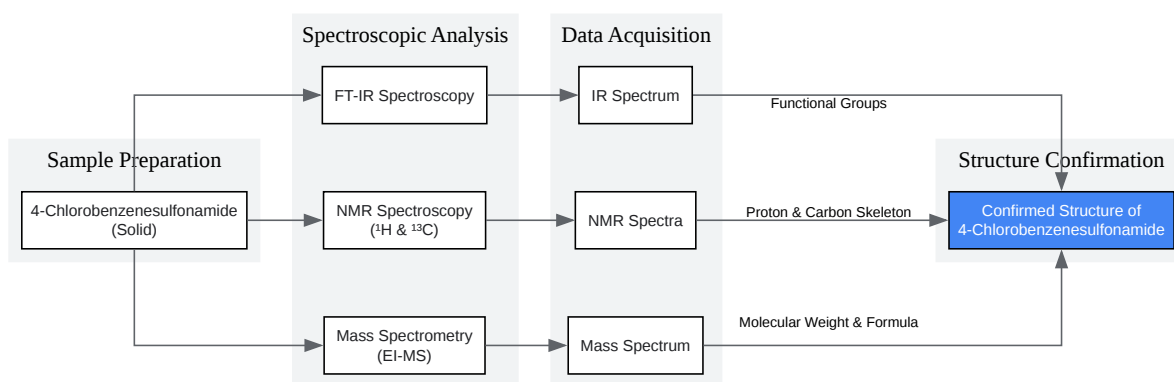 Spectroscopic Analysis
Data Acquisition
FT-IR Spectroscopy
IR Spectrum
Functional Groups
Sample Preparation
Structure Confirmation
4-Chlorobenzenesulfonamide
(Solid)
NMR Spectroscopy
(¹H & ¹³C)
NMR Spectra
Proton & Carbon Skeleton
Confirmed Structure of
4-Chlorobenzenesulfonamide
Mass Spectrometry
(EI-MS)
Mass Spectrum
Molecular Weight & Formula